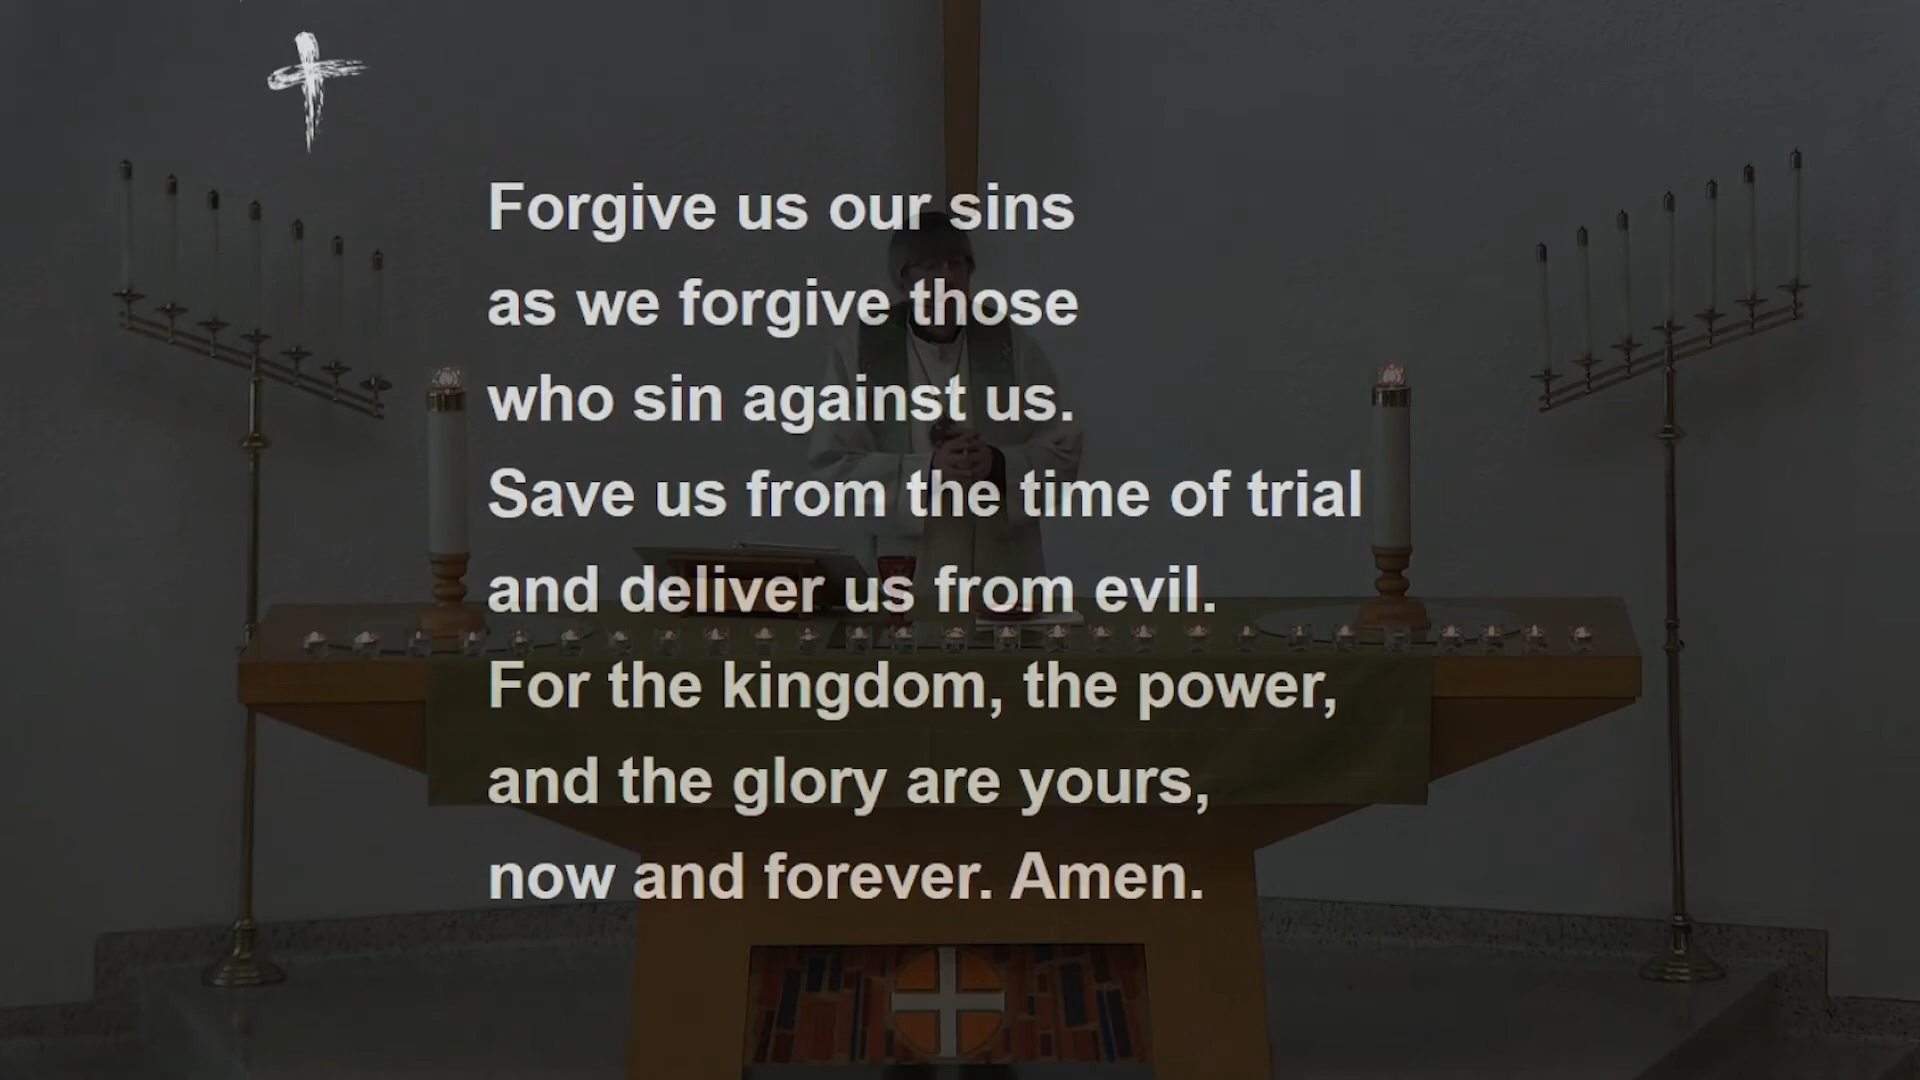 Forgive us our sins
as we forgive those
who sin against us.
Save us from the time of trial
and deliver us from evil.
For the kingdom, the power,
and the glory are yours,
now and forever. Amen.